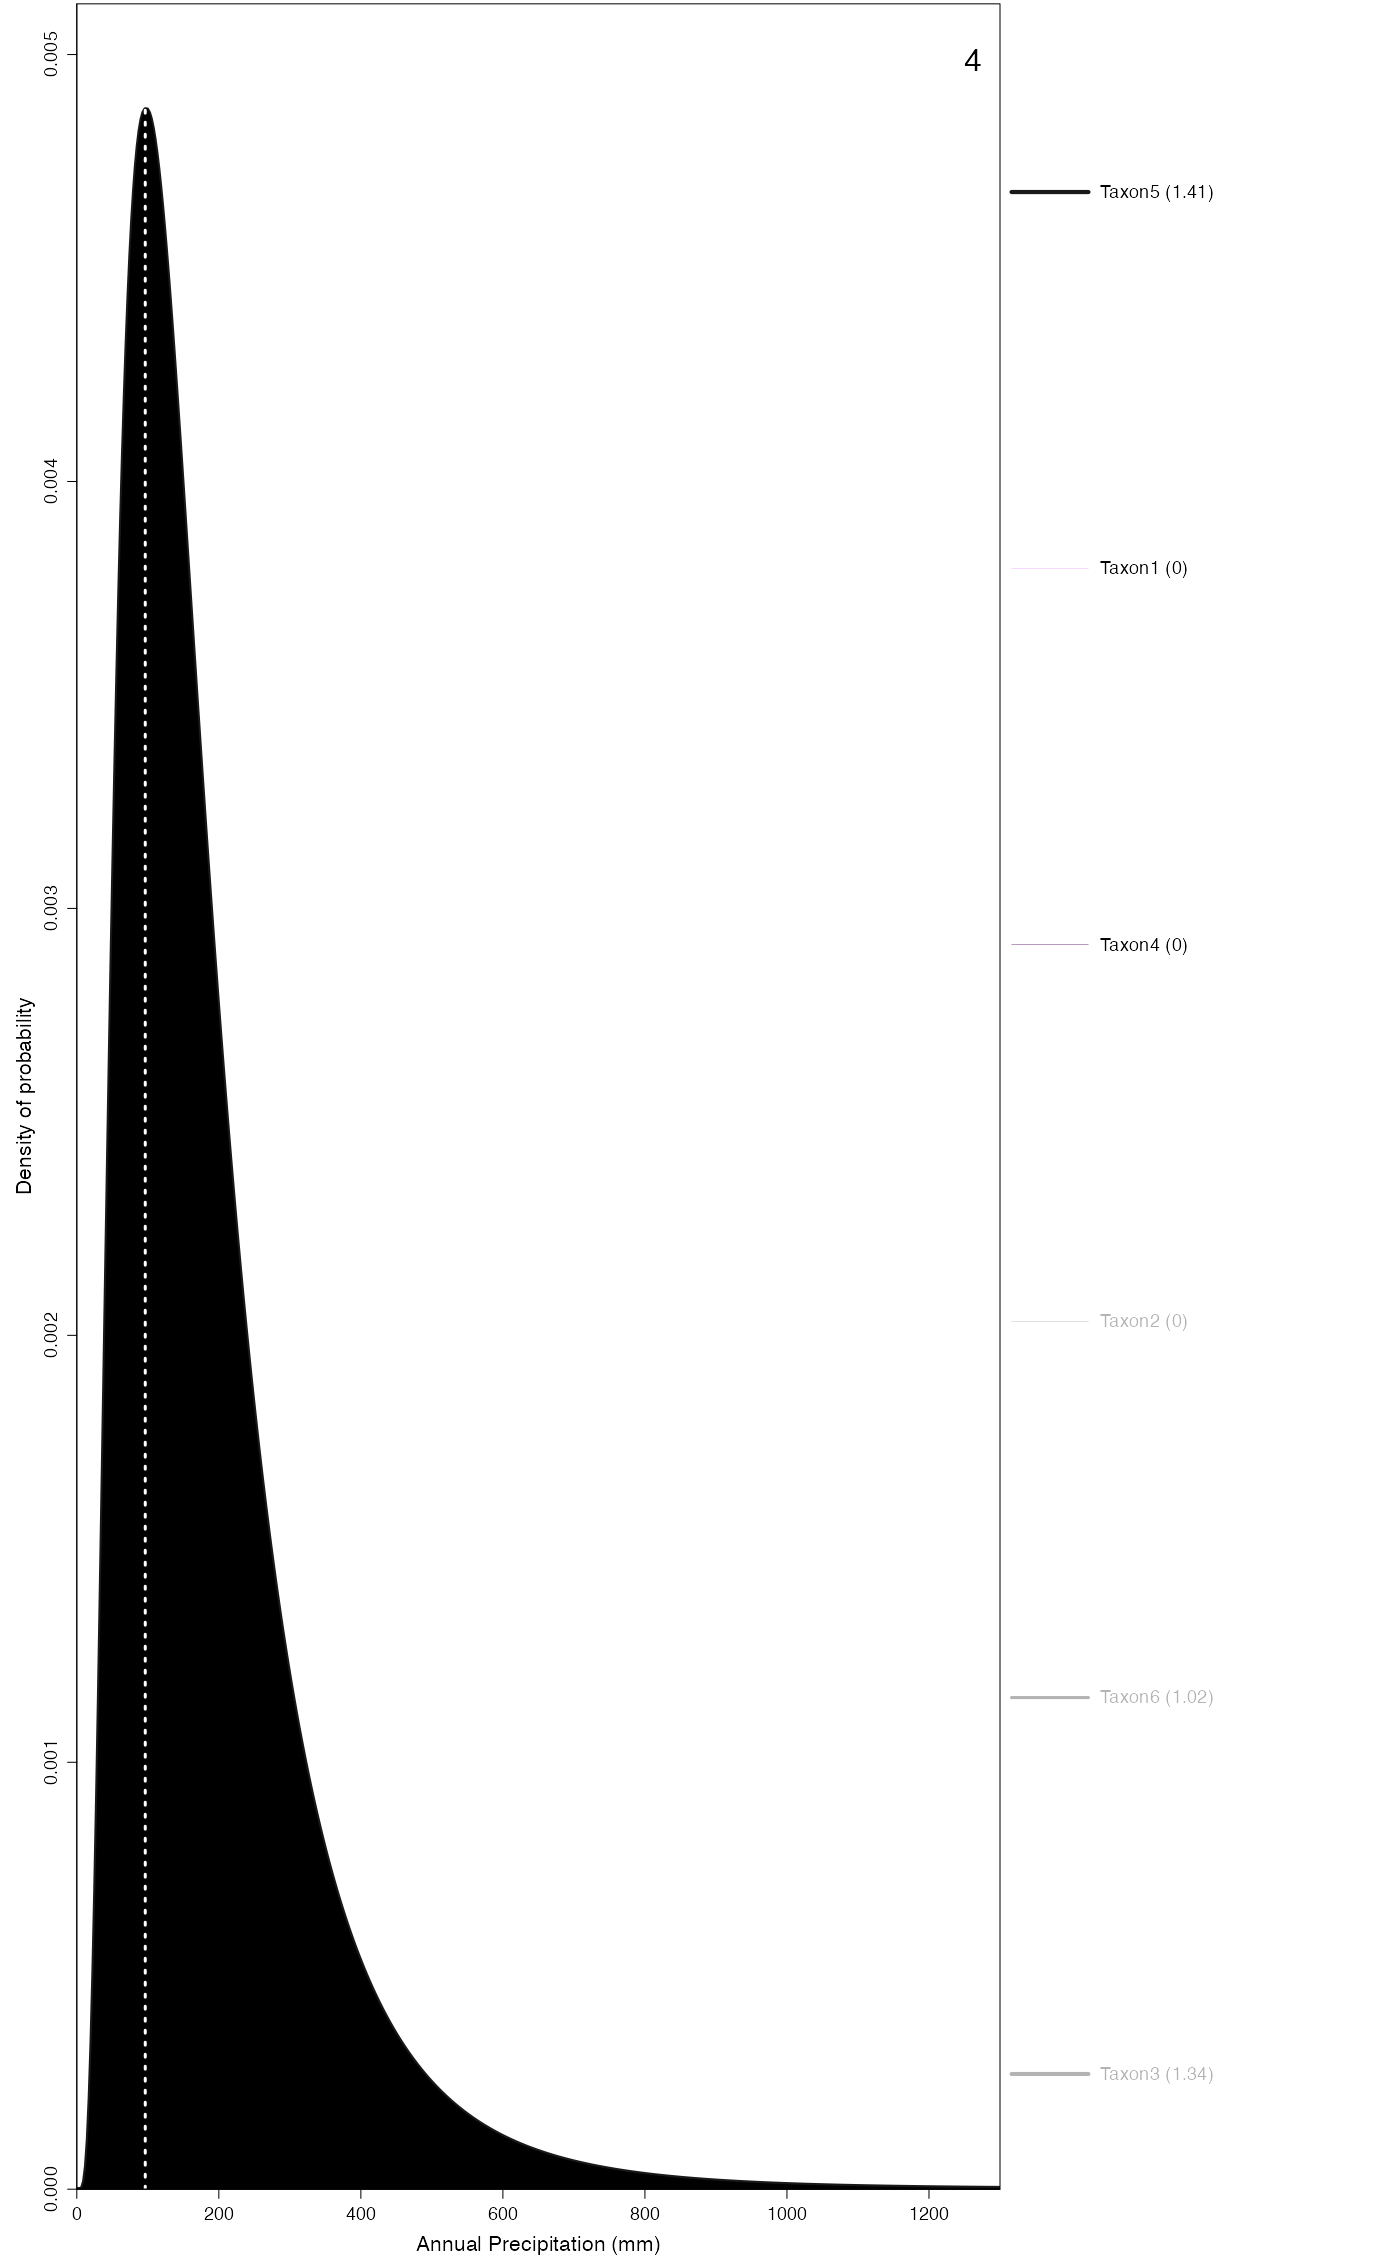 4
0.005
0.004
0.003
0.002
0.001
0.000
Density of probability
0 200 400 600 800 1000 1200
Annual Precipitation (mm)
Taxon5 (1.41)
Taxon1 (0)
Taxon4 (0)
Taxon2 (0)
Taxon6 (1.02)
Taxon3 (1.34)